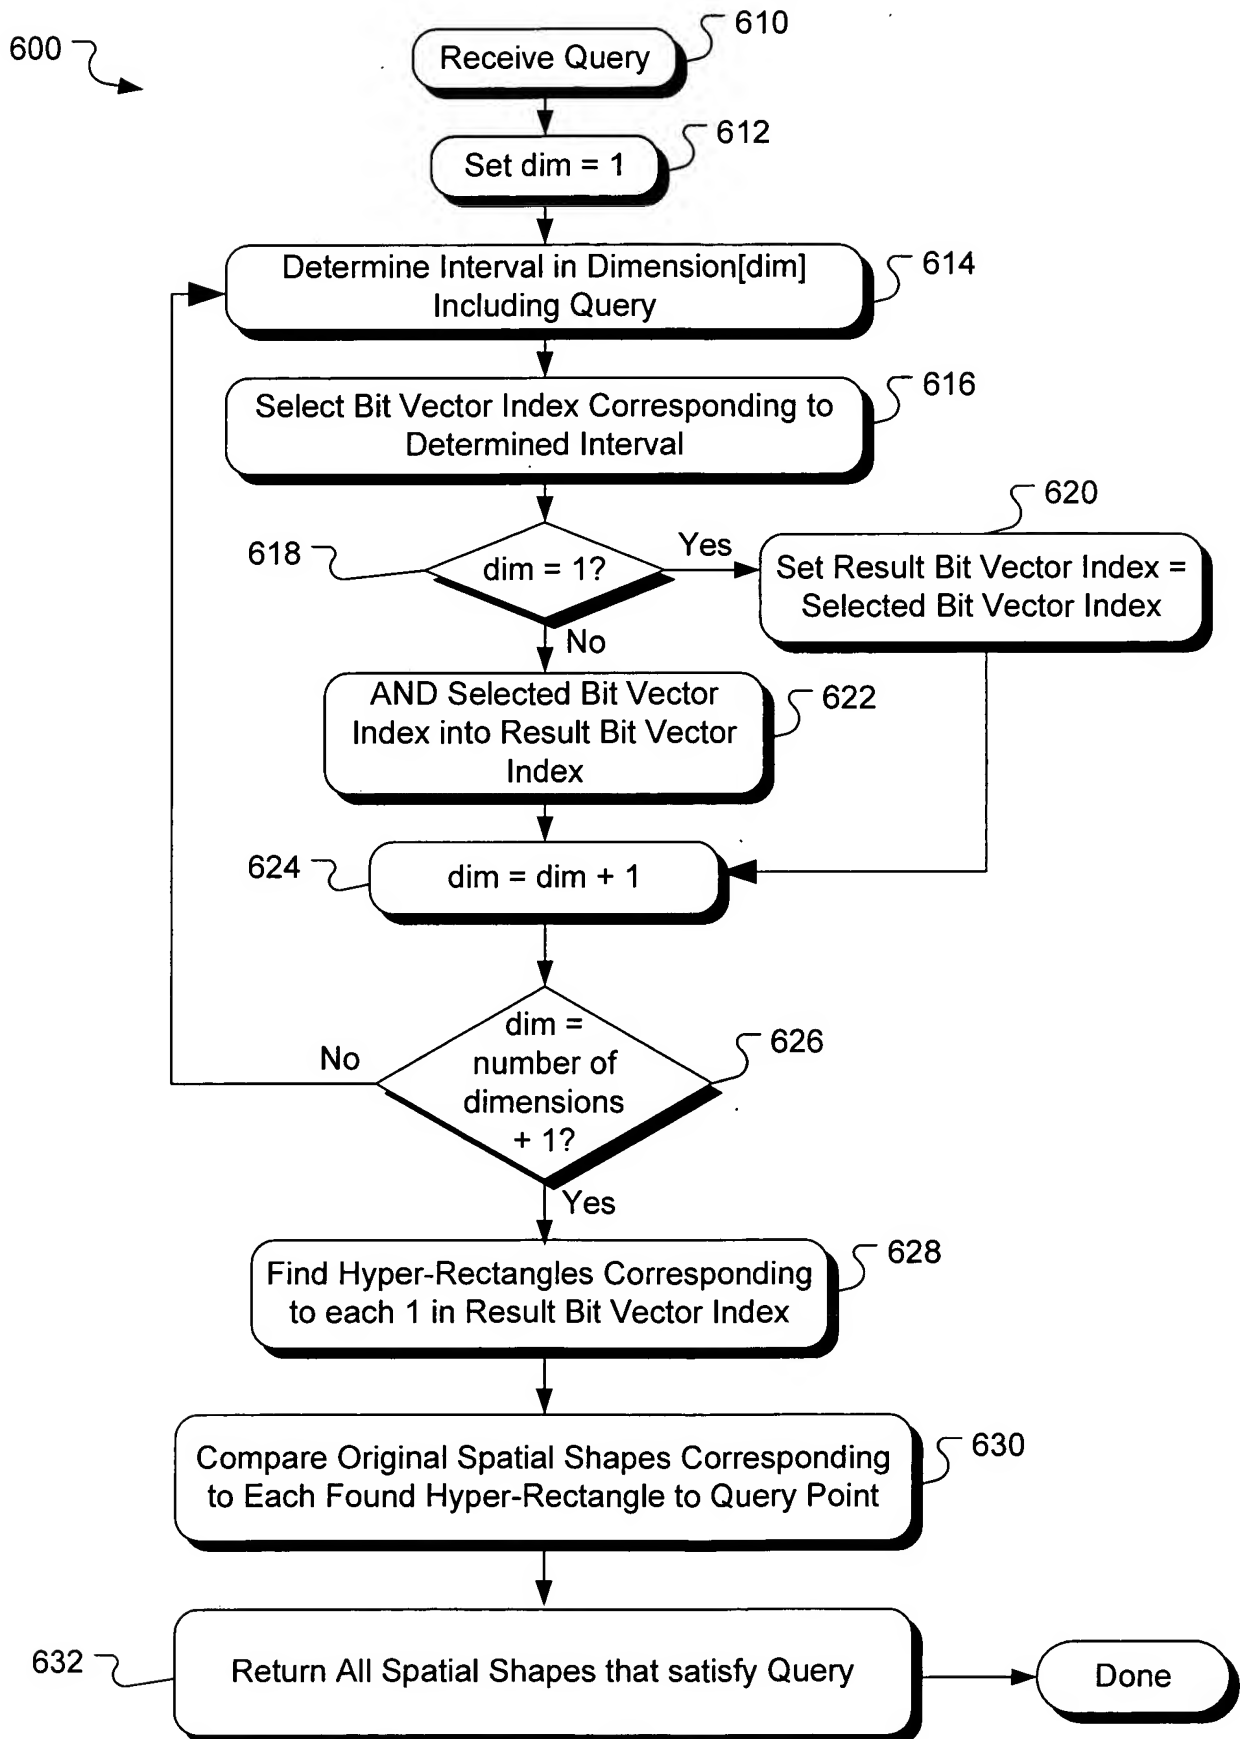 600
610
Receive Query
612
Set dim = 1
Determine Interval in Dimension[dim]
Including Query
614
Select Bit Vector Index Corresponding to
Determined Interval
616
618
dim = 1?
Yes
620
Set Result Bit Vector Index =
Selected Bit Vector Index
No
AND Selected Bit Vector
Index into Result Bit Vector
Index
622
624
dim = dim + 1
No
dim =
number of
dimensions
+ 1?
626
Yes
Find Hyper-Rectangles Corresponding
to each 1 in Result Bit Vector Index
628
Compare Original Spatial Shapes Corresponding
to Each Found Hyper-Rectangle to Query Point
630
632
Return All Spatial Shapes that satisfy Query
Done